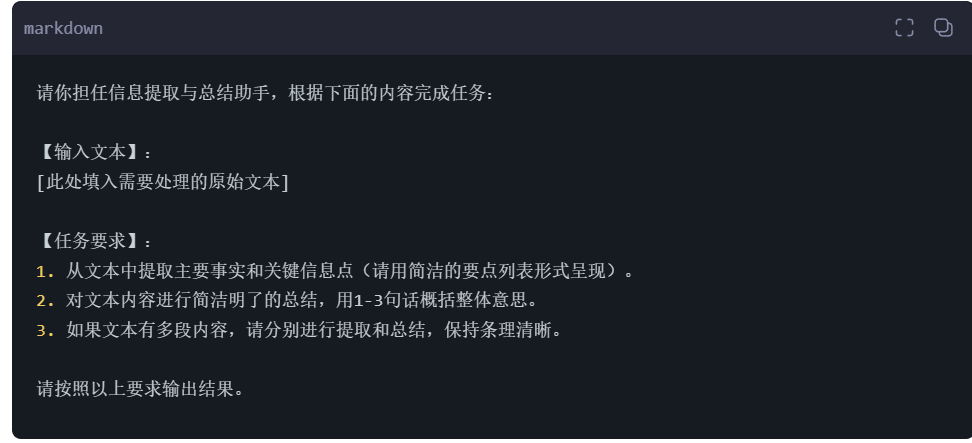 markdown
请你担任信息提取与总结助手，根据下面的内容完成任务：
【输入文本】：
[此处填入需要处理的原始文本]
【任务要求】：
1. 从文本中提取主要事实和关键信息点（请用简洁的要点列表形式呈现）。
2. 对文本内容进行简洁明了的总结，用1-3句话概括整体意思。
3. 如果文本有多段内容，请分别进行提取和总结，保持条理清晰。
请按照以上要求输出结果。